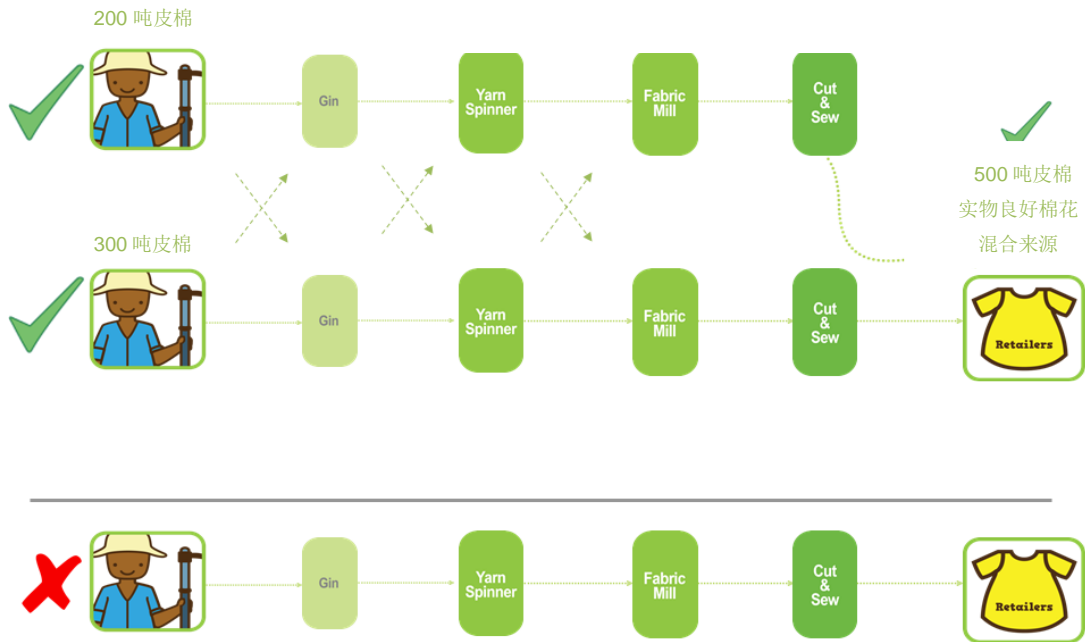 200 吨皮棉
Gin
Yarn
Spinner
Fabric
Mill
Cut
&
Sew
500 吨皮棉
实物良好棉花
混合来源
300 吨皮棉
Gin
Yarn
Spinner
Fabric
Mill
Cut
&
Sew
Retailers
Gin
Yarn
Spinner
Fabric
Mill
Cut
&
Sew
Retailers